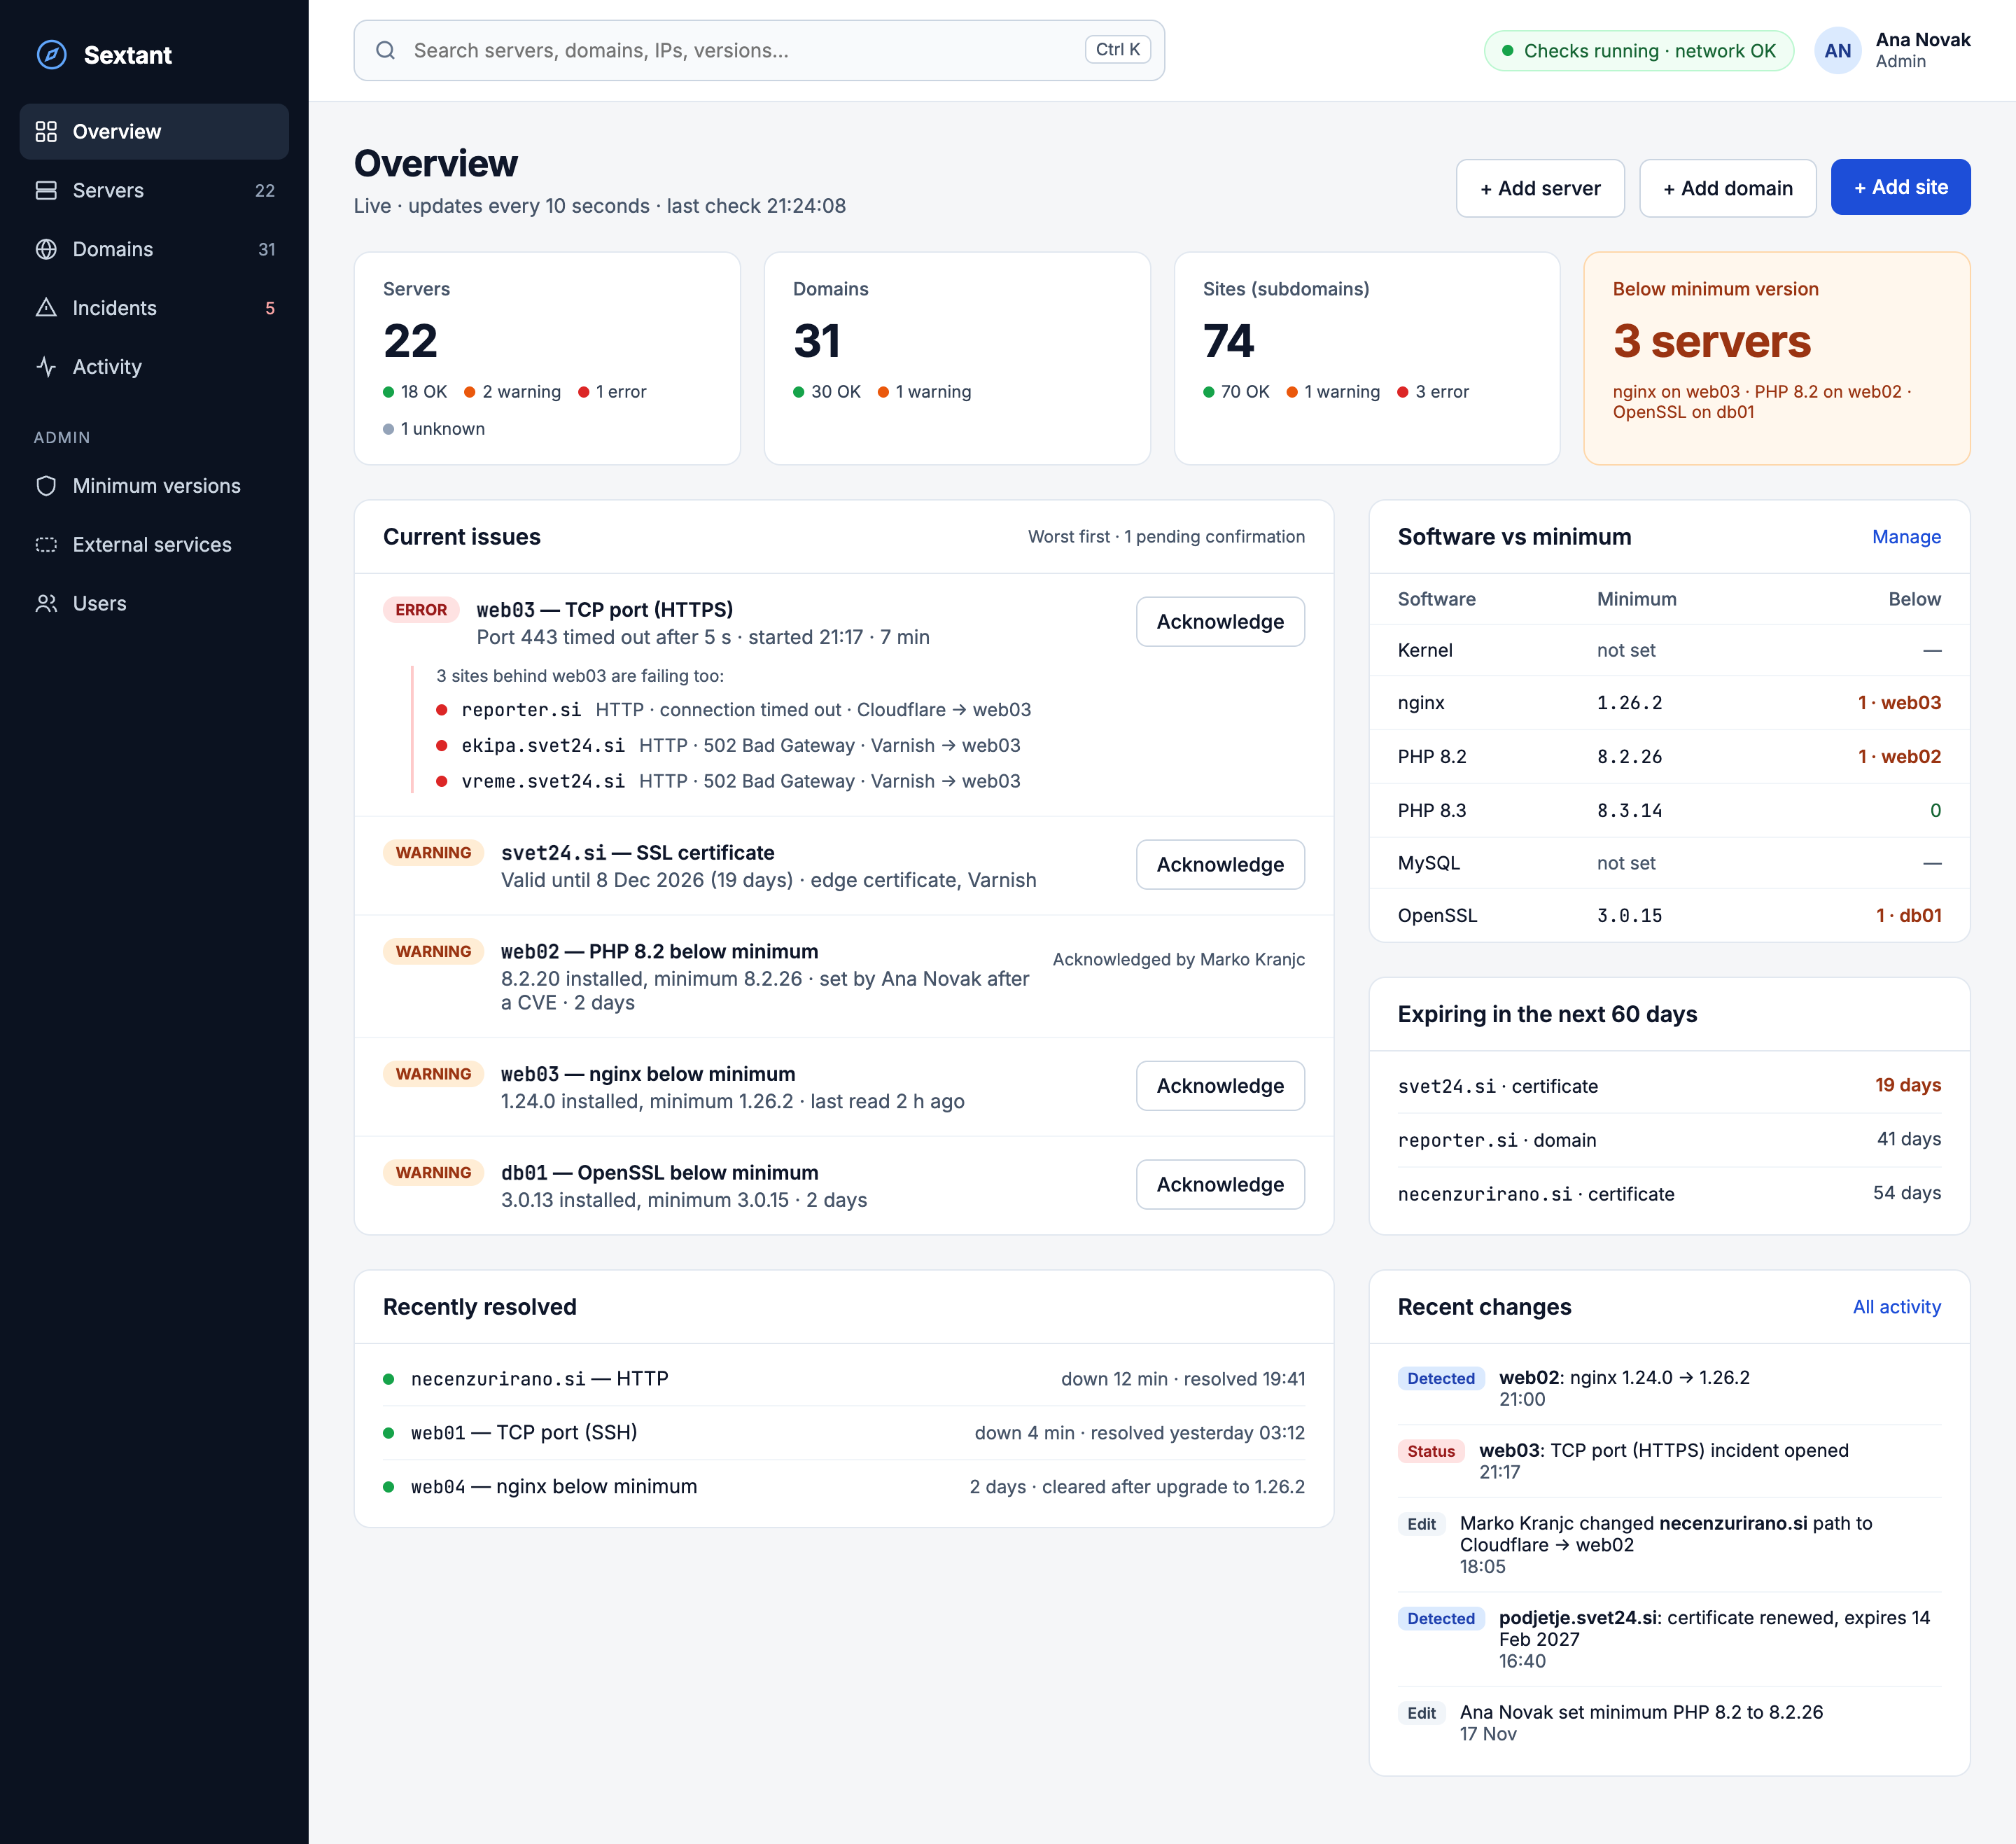 Sextant
Overview
Servers 22
Domains 31
Incidents 5
Activity
ADMIN
Minimum versions
External services
Users
Search servers, domains, IPs, versions... Ctrl K
Checks running · network OK
AN
Ana Novak
Admin
Overview
Live · updates every 10 seconds · last check 21:24:08
+ Add server
+ Add domain
+ Add site
Servers
22
18 OK 2 warning 1 error
1 unknown
Domains
31
30 OK 1 warning
Sites (subdomains)
74
70 OK 1 warning 3 error
Below minimum version
3 servers
nginx on web03 · PHP 8.2 on web02 ·
OpenSSL on db01
Current issues
Worst first · 1 pending confirmation
ERROR web03 — TCP port (HTTPS)
Port 443 timed out after 5 s · started 21:17 · 7 min
Acknowledge
3 sites behind web03 are failing too:
reporter.si HTTP · connection timed out · Cloudflare → web03
ekipa.svet24.si HTTP · 502 Bad Gateway · Varnish → web03
vreme.svet24.si HTTP · 502 Bad Gateway · Varnish → web03
WARNING svet24.si — SSL certificate
Valid until 8 Dec 2026 (19 days) · edge certificate, Varnish
Acknowledge
WARNING web02 — PHP 8.2 below minimum
8.2.20 installed, minimum 8.2.26 · set by Ana Novak after
a CVE · 2 days
Acknowledged by Marko Kranjc
WARNING web03 — nginx below minimum
1.24.0 installed, minimum 1.26.2 · last read 2 h ago
Acknowledge
WARNING db01 — OpenSSL below minimum
3.0.13 installed, minimum 3.0.15 · 2 days
Acknowledge
Software vs minimum
Manage
Software Minimum Below
Kernel not set —
nginx 1.26.2 1 · web03
PHP 8.2 8.2.26 1 · web02
PHP 8.3 8.3.14 0
MySQL not set —
OpenSSL 3.0.15 1 · db01
Expiring in the next 60 days
svet24.si · certificate 19 days
reporter.si · domain 41 days
necenzurirano.si · certificate 54 days
Recently resolved
necenzurirano.si — HTTP down 12 min · resolved 19:41
web01 — TCP port (SSH) down 4 min · resolved yesterday 03:12
web04 — nginx below minimum 2 days · cleared after upgrade to 1.26.2
Recent changes
All activity
Detected web02: nginx 1.24.0 → 1.26.2
21:00
Status web03: TCP port (HTTPS) incident opened
21:17
Edit Marko Kranjc changed necenzurirano.si path to
Cloudflare → web02
18:05
Detected podjetje.svet24.si: certificate renewed, expires 14
Feb 2027
16:40
Edit Ana Novak set minimum PHP 8.2 to 8.2.26
17 Nov